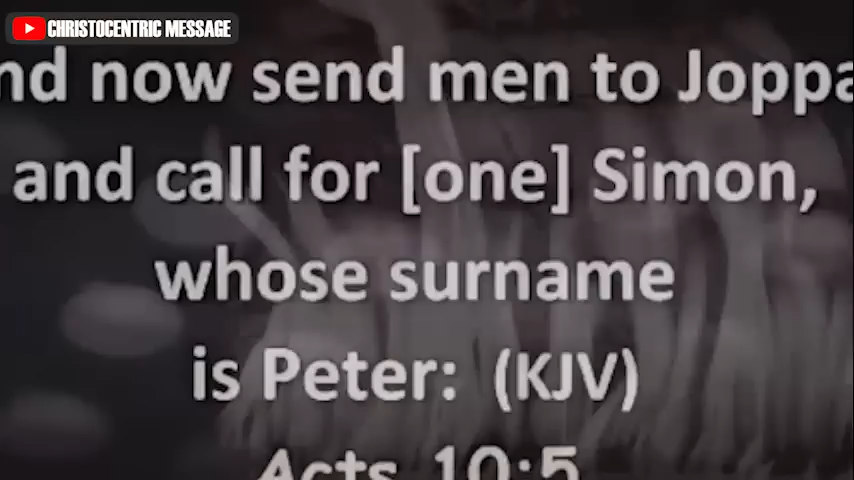 CHRISTOCENTRIC MESSAGE
nd now send men to Joppa
and call for [one] Simon,
whose surname
is Peter: (KJV)
Acts 10:5